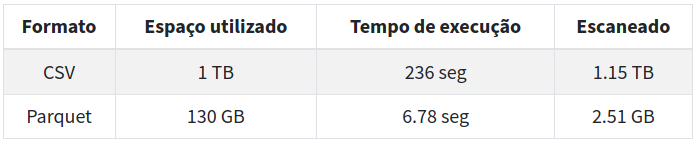 Formato Espaço utilizado Tempo de execução Escaneado
CSV 1 TB 236 seg 1.15 TB
Parquet 130 GB 6.78 seg 2.51 GB